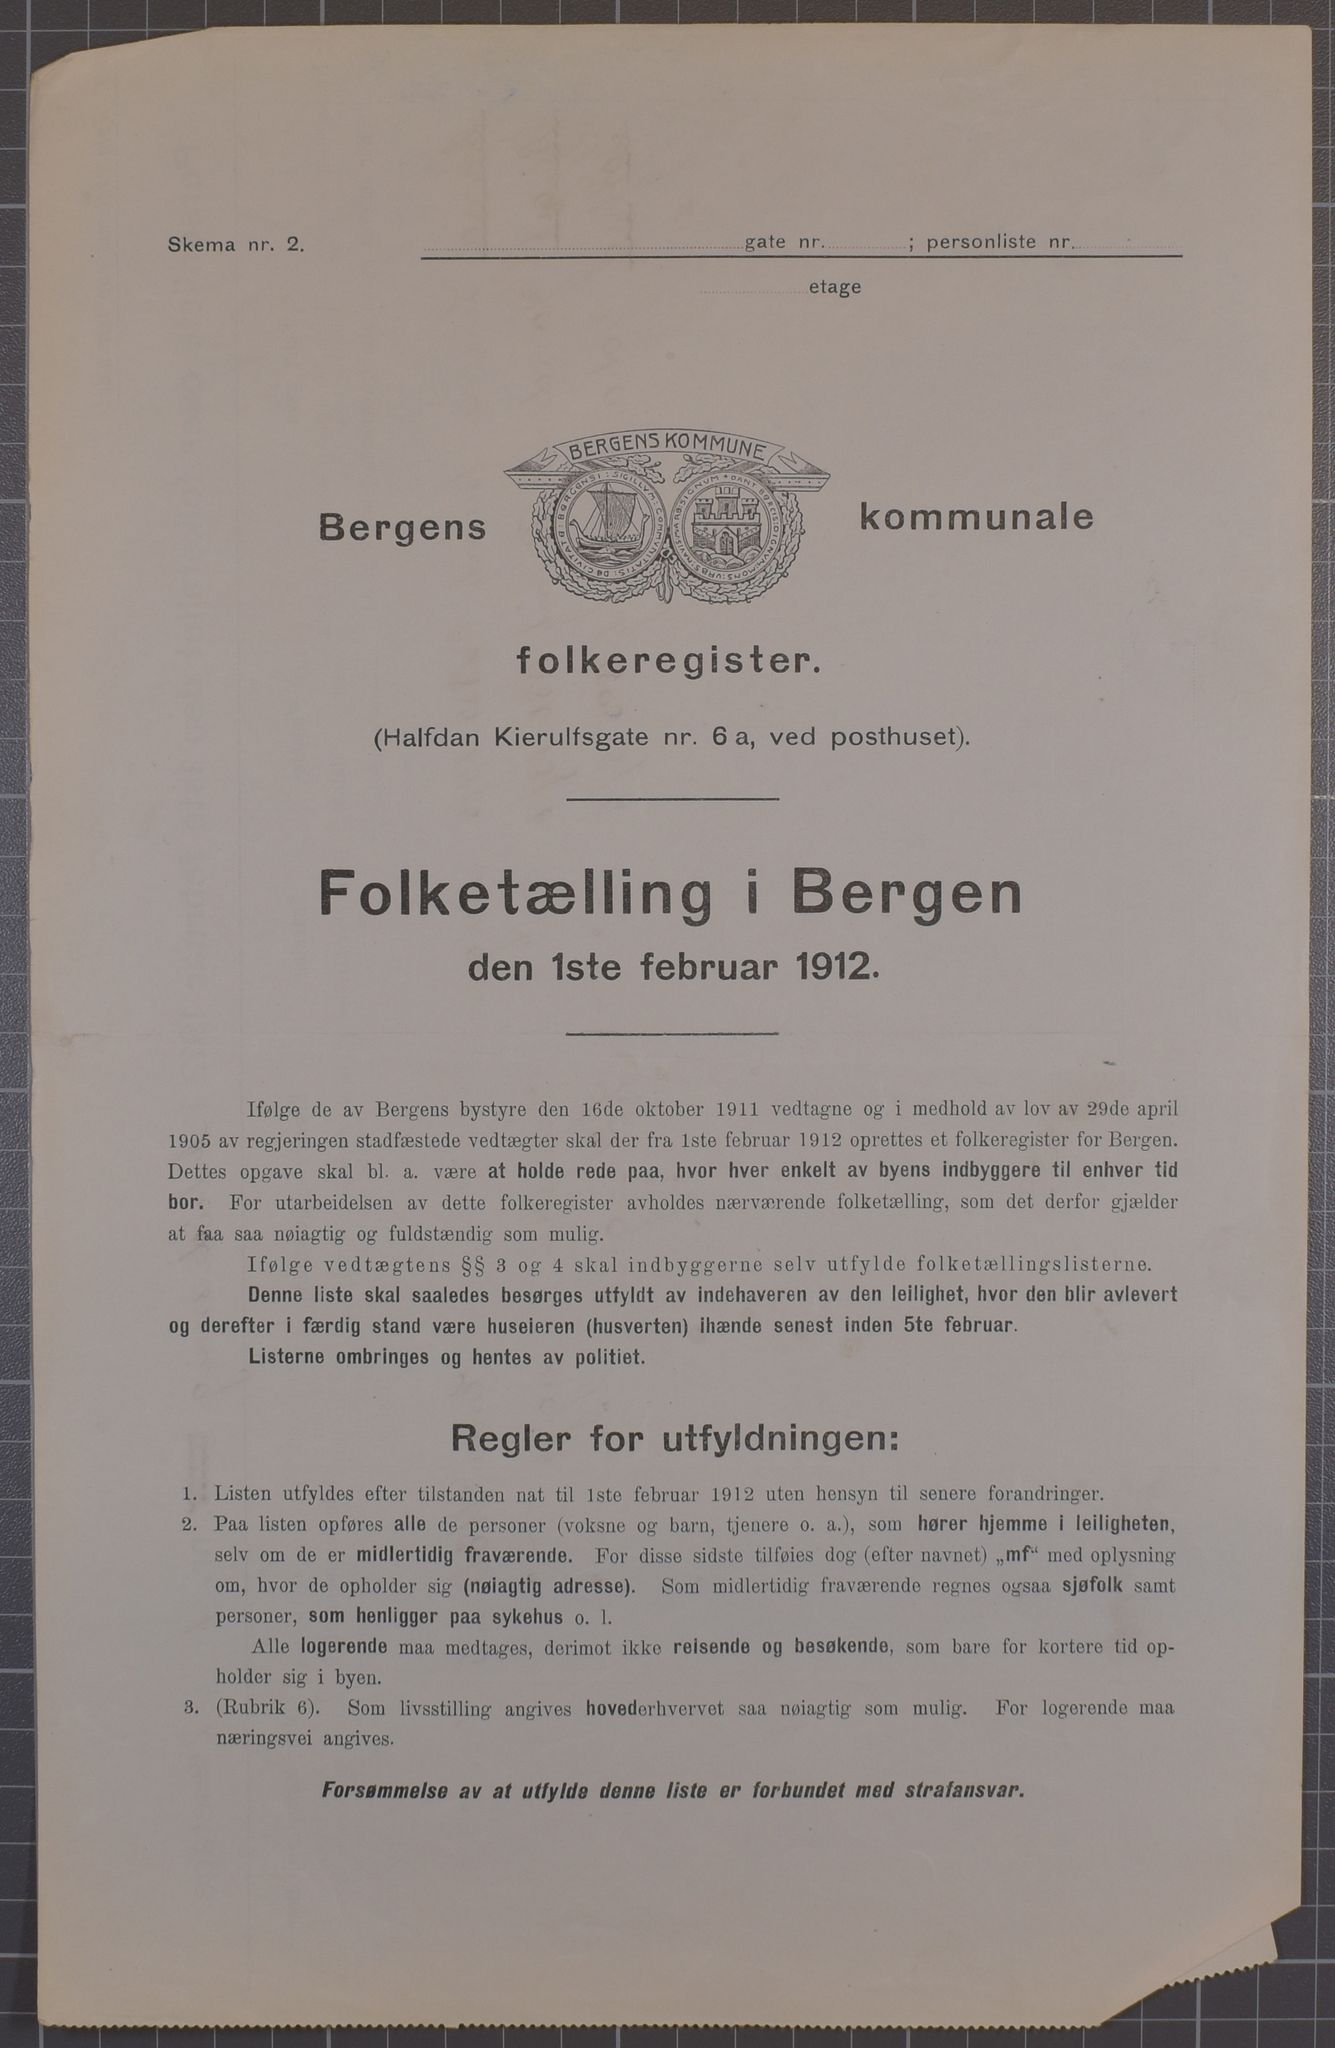 Skema nr. 2. gate nr. ; personliste nr.
etage
BERGENS KOMMUNE
Bergens kommunale
folkeregister.
(Halfdan Kierulfsgate nr. 6 a, ved posthuset).
Folketælling i Bergen
den 1ste februar 1912.
Ifølge de av Bergens bystyre den 16de oktober 1911 vedtagne og i medhold av lov av 29de april
1905 av regjeringen stadfæstede vedtægter skal der fra 1ste februar 1912 oprettes et folkeregister for Bergen.
Dettes opgave skal bl. a. være at holde rede paa, hvor hver enkelt av byens indbyggere til enhver tid
bor. For utarbeidelsen av dette folkeregister avholdes nærværende folketælling, som det derfor gjælder
at faa saa nøiagtig og fuldstændig som mulig.
Ifølge vedtægtens §§ 3 og 4 skal indbyggerne selv utfylde folketællingslisterne.
Denne liste skal saaledes besørges utfyldt av indehaveren av den leilighet, hvor den blir avlevert
og derefter i færdig stand være huseieren (husverten) ihænde senest inden 5te februar.
Listerne ombringes og hentes av politiet.
Regler for utfyldningen:
1. Listen utfyldes efter tilstanden nat til 1ste februar 1912 uten hensyn til senere forandringer.
2. Paa listen opføres alle de personer (voksne og barn, tjenere o. a.), som hører hjemme i leiligheten,
selv om de er midlertidig fraværende. For disse sidste tilføies dog (efter navnet) „mf“ med oplysning
om, hvor de opholder sig (nøiagtig adresse). Som midlertidig fraværende regnes ogsaa sjøfolk samt
personer, som henligger paa sykehus o. l.
Alle logerende maa medtages, derimot ikke reisende og besøkende, som bare for kortere tid op-
holder sig i byen.
3. (Rubrik 6). Som livsstilling angives hovederhvervet saa nøiagtig som mulig. For logerende maa
næringsvei angives.
Forsømmelse av at utfylde denne liste er forbundet med strafansvar.